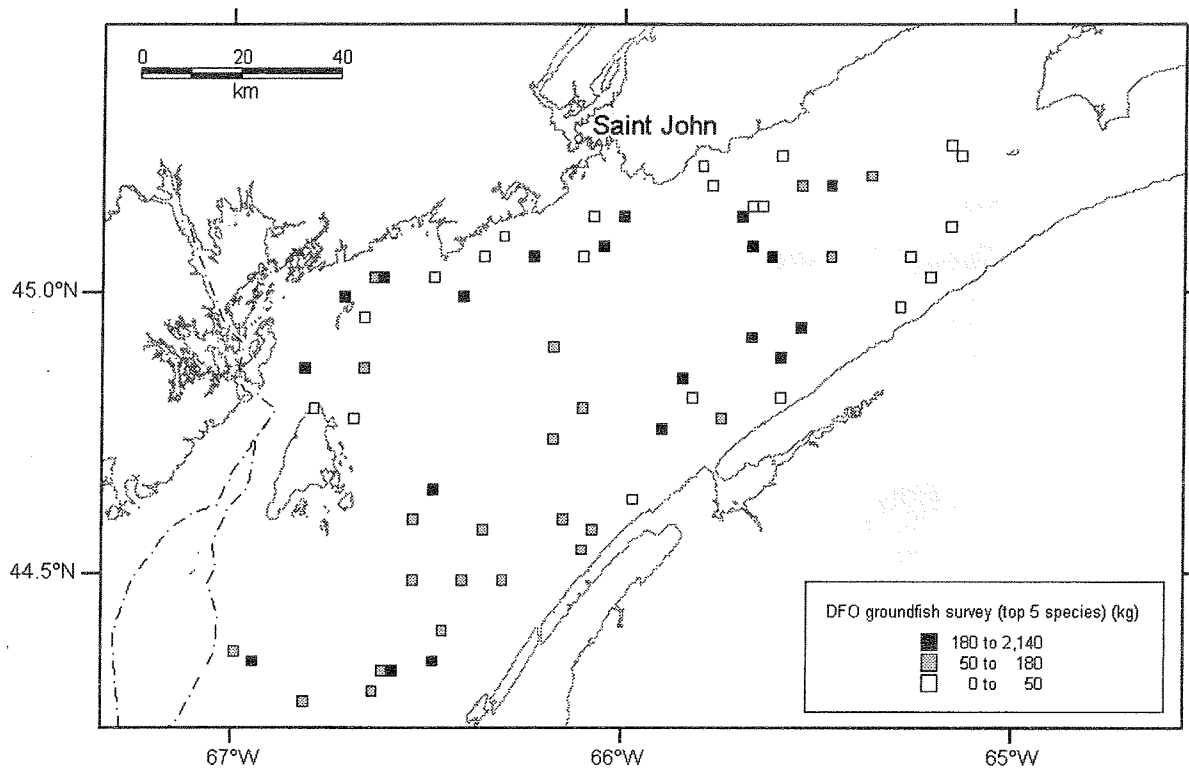 0 20 40
km
Saint John
45.0°N
44.5°N
DFO groundfish survey (top 5 species) (kg)
180 to 2,140
50 to 180
0 to 50
67°W 66°W 65°W